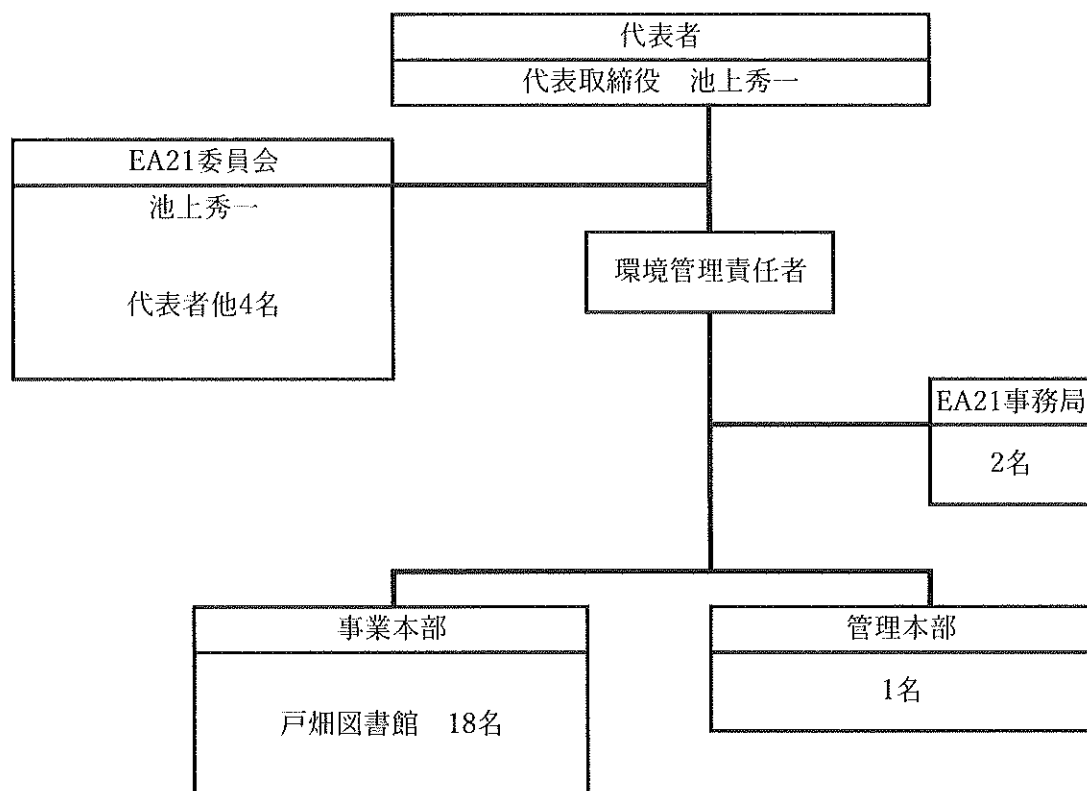 代表者
代表取締役　池上秀一
EA21委員会
池上秀一
代表者他4名
環境管理責任者
EA21事務局
2名
事業本部
戸畑図書館　18名
管理本部
1名